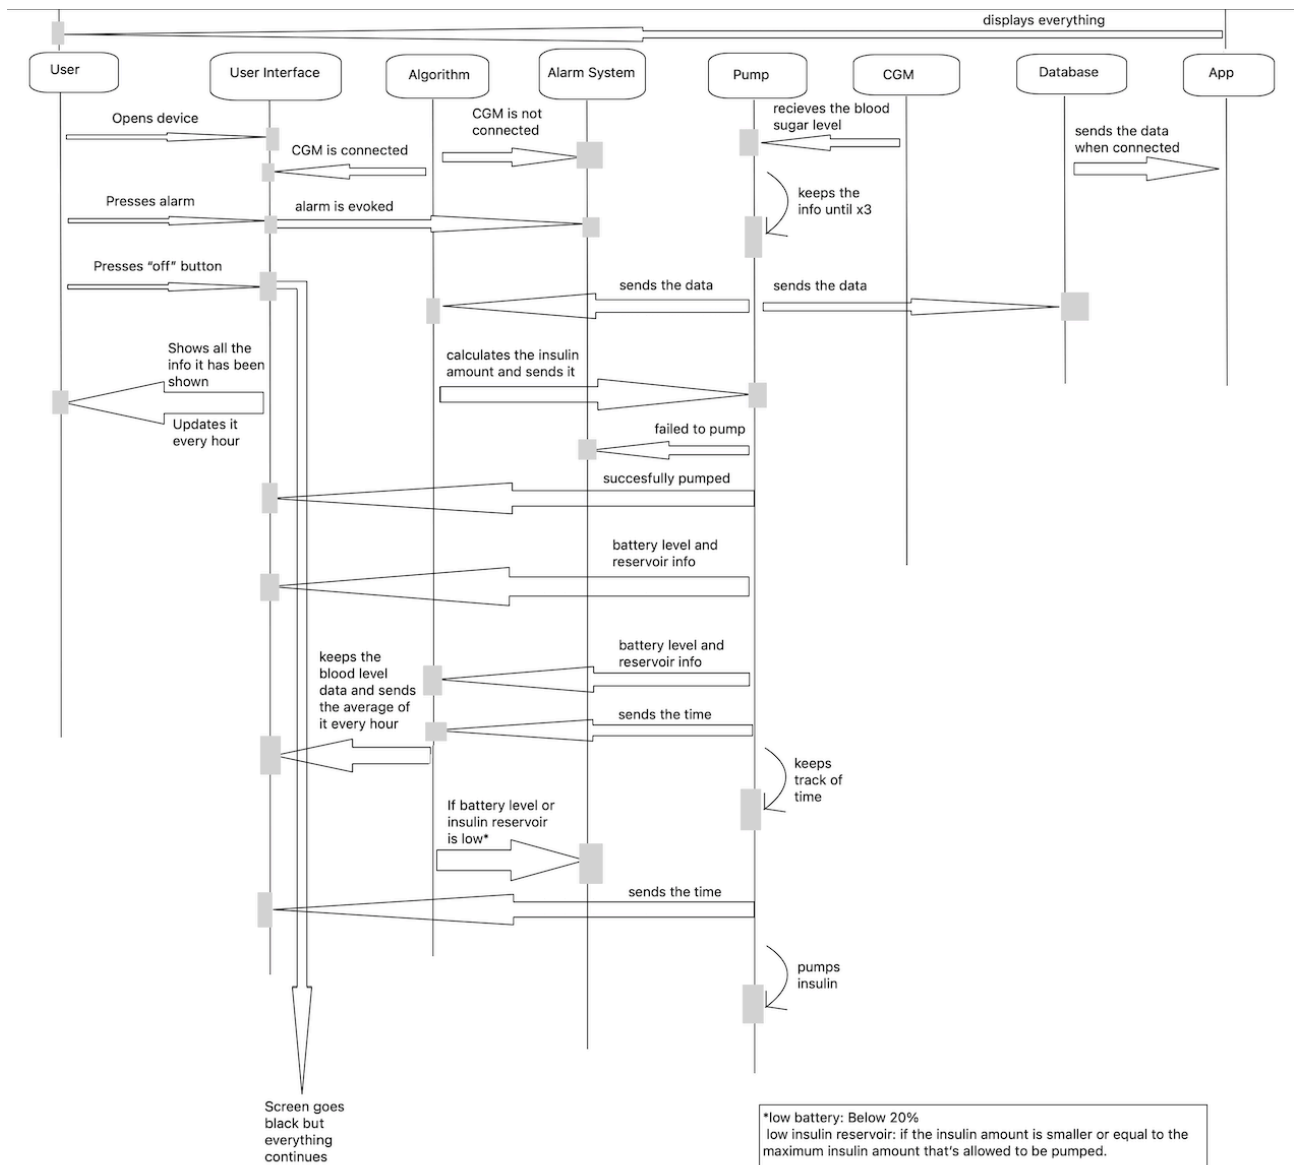 displays everything
User
User Interface
Algorithm
Alarm System
Pump
CGM
Database
App
Opens device
CGM is not
connected
recieves the blood
sugar level
sends the data
when connected
CGM is connected
Presses alarm
alarm is evoked
keeps the
info until x3
Presses “off” button
sends the data
sends the data
Shows all the
info it has been
shown
Updates it
every hour
calculates the insulin
amount and sends it
failed to pump
succesfully pumped
battery level and
reservoir info
battery level and
reservoir info
keeps the
blood level
data and sends
the average of
it every hour
sends the time
keeps
track of
time
If battery level or
insulin reservoir
is low*
sends the time
pumps
insulin
Screen goes
black but
everything
continues
*low battery: Below 20%
low insulin reservoir: if the insulin amount is smaller or equal to the
maximum insulin amount that's allowed to be pumped.